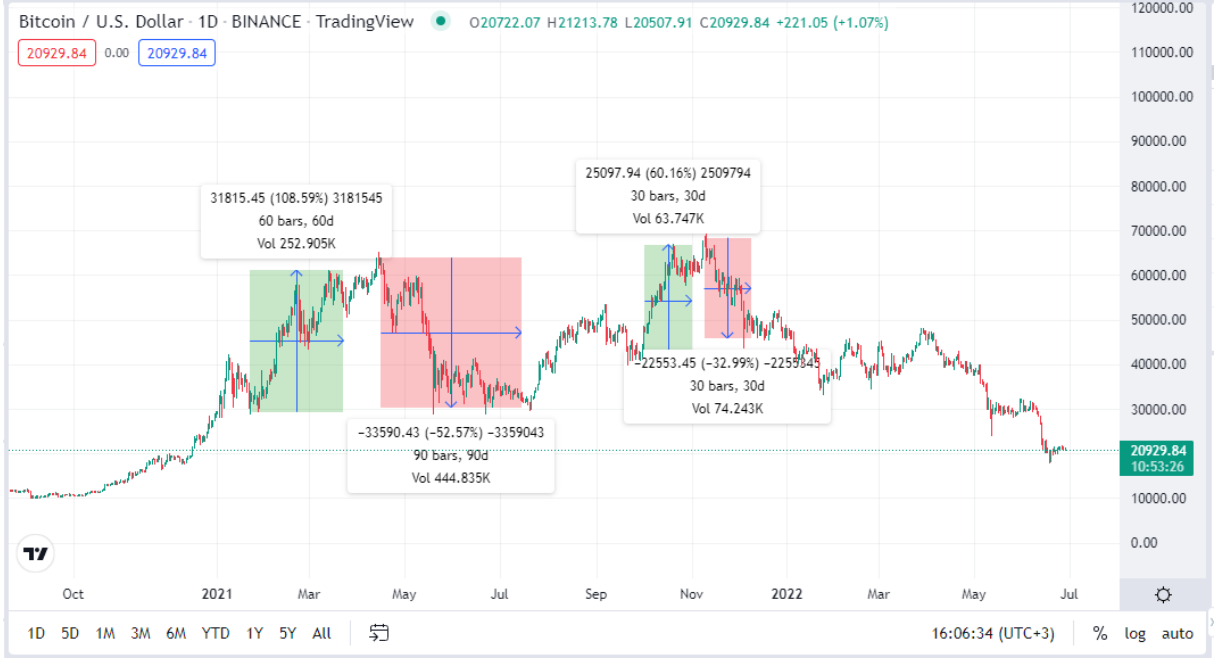 Bitcoin / U.S. Dollar · 1D · BINANCE · TradingView O20722.07 H21213.78 L20507.91 C20929.84 +221.05 (+1.07%)
20929.84 0.00 20929.84
120000.00
110000.00
100000.00
90000.00
80000.00
70000.00
60000.00
50000.00
40000.00
30000.00
20929.84
10:53:26
10000.00
0.00
31815.45 (108.59%) 3181545
60 bars, 60d
Vol 252.905K
−33590.43 (−52.57%) −3359043
90 bars, 90d
Vol 444.835K
25097.94 (60.16%) 2509794
30 bars, 30d
Vol 63.747K
−22553.45 (−32.99%) −2255345
30 bars, 30d
Vol 74.243K
Oct 2021 Mar May Jul Sep Nov 2022 Mar May Jul
1D 5D 1M 3M 6M YTD 1Y 5Y All 16:06:34 (UTC+3) % log auto